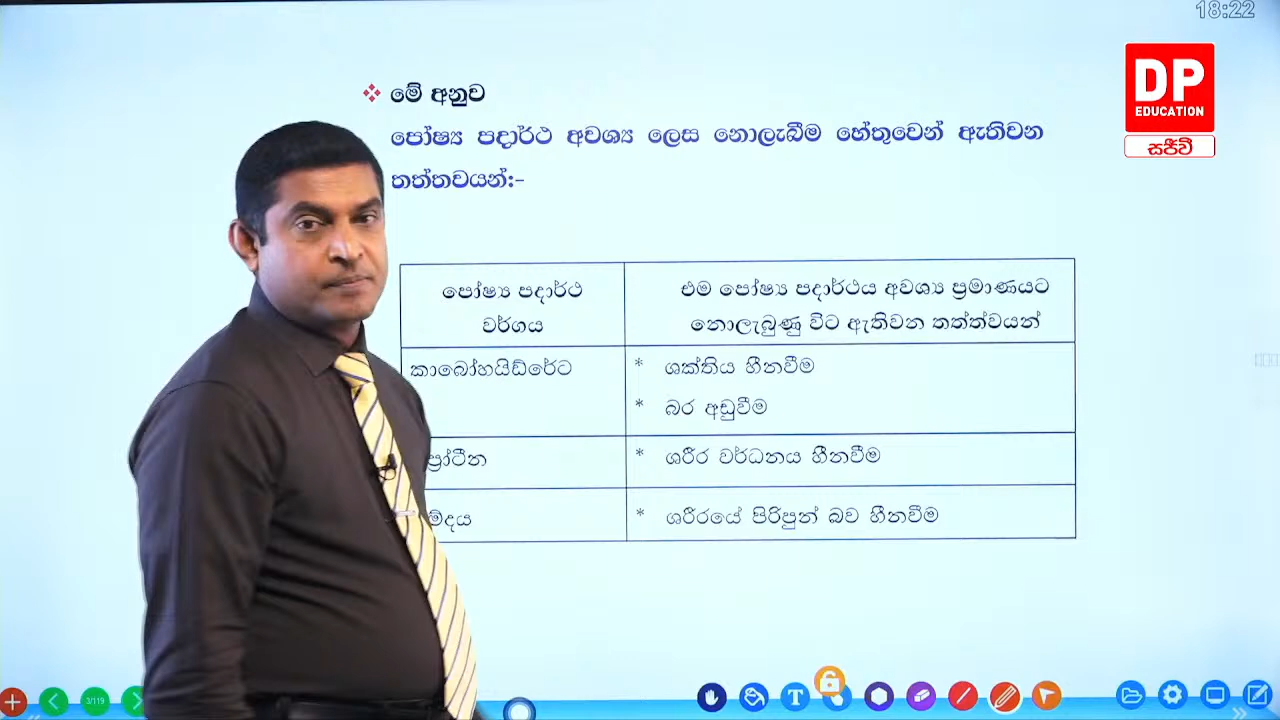 18:22
DP
EDUCATION
සජීවී
මේ අනුව
පෝෂ්‍ය පදාර්ථ අවශ්‍ය ලෙස නොලැබීම හේතුවෙන් ඇතිවන
තත්තවයන්:-
පෝෂ්‍ය පදාර්ථ
වර්ගය
එම පෝෂ්‍ය පදාර්ථය අවශ්‍ය ප්‍රමාණයට
නොලැබුණු විට ඇතිවන තත්ත්වයන්
කාබෝහයිඩ්රේට
* ශක්තිය හීනවීම
* බර අඩුවීම
ප්‍රෝටීන
* ශරීර වර්ධනය හීනවීම
* ශරීරයේ පිරිපුන් බව හීනවීම
3/119